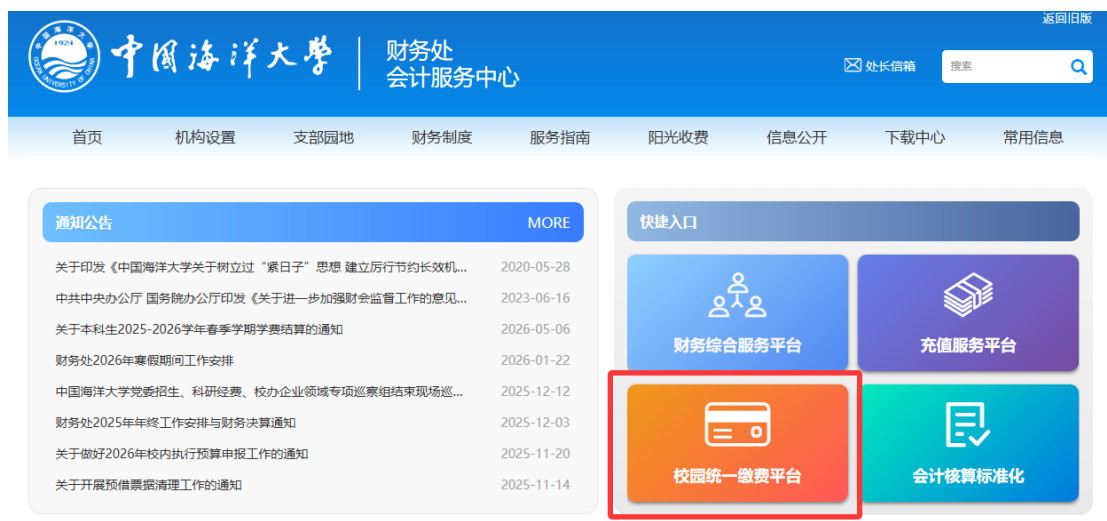 返回旧版
1924
OCEAN UNIVERSITY OF CHINA
中国海洋大学
财务处
会计服务中心
处长信箱
搜索
首页 机构设置 支部园地 财务制度 服务指南 阳光收费 信息公开 下载中心 常用信息
通知公告 MORE
关于印发《中国海洋大学关于树立过“紧日子”思想 建立厉行节约长效机... 2020-05-28
中共中央办公厅 国务院办公厅印发《关于进一步加强财会监督工作的意见... 2023-06-16
关于本科生2025-2026学年春季学期学费结算的通知 2026-05-06
财务处2026年寒假期间工作安排 2026-01-22
中国海洋大学党委招生、科研经费、校办企业领域专项巡察组结束现场巡... 2025-12-12
财务处2025年年终工作安排与财务决算通知 2025-12-03
关于做好2026年校内执行预算申报工作的通知 2025-11-20
关于开展预借票据清理工作的通知 2025-11-14
快捷入口
财务综合服务平台 充值服务平台
校园统一缴费平台 会计核算标准化